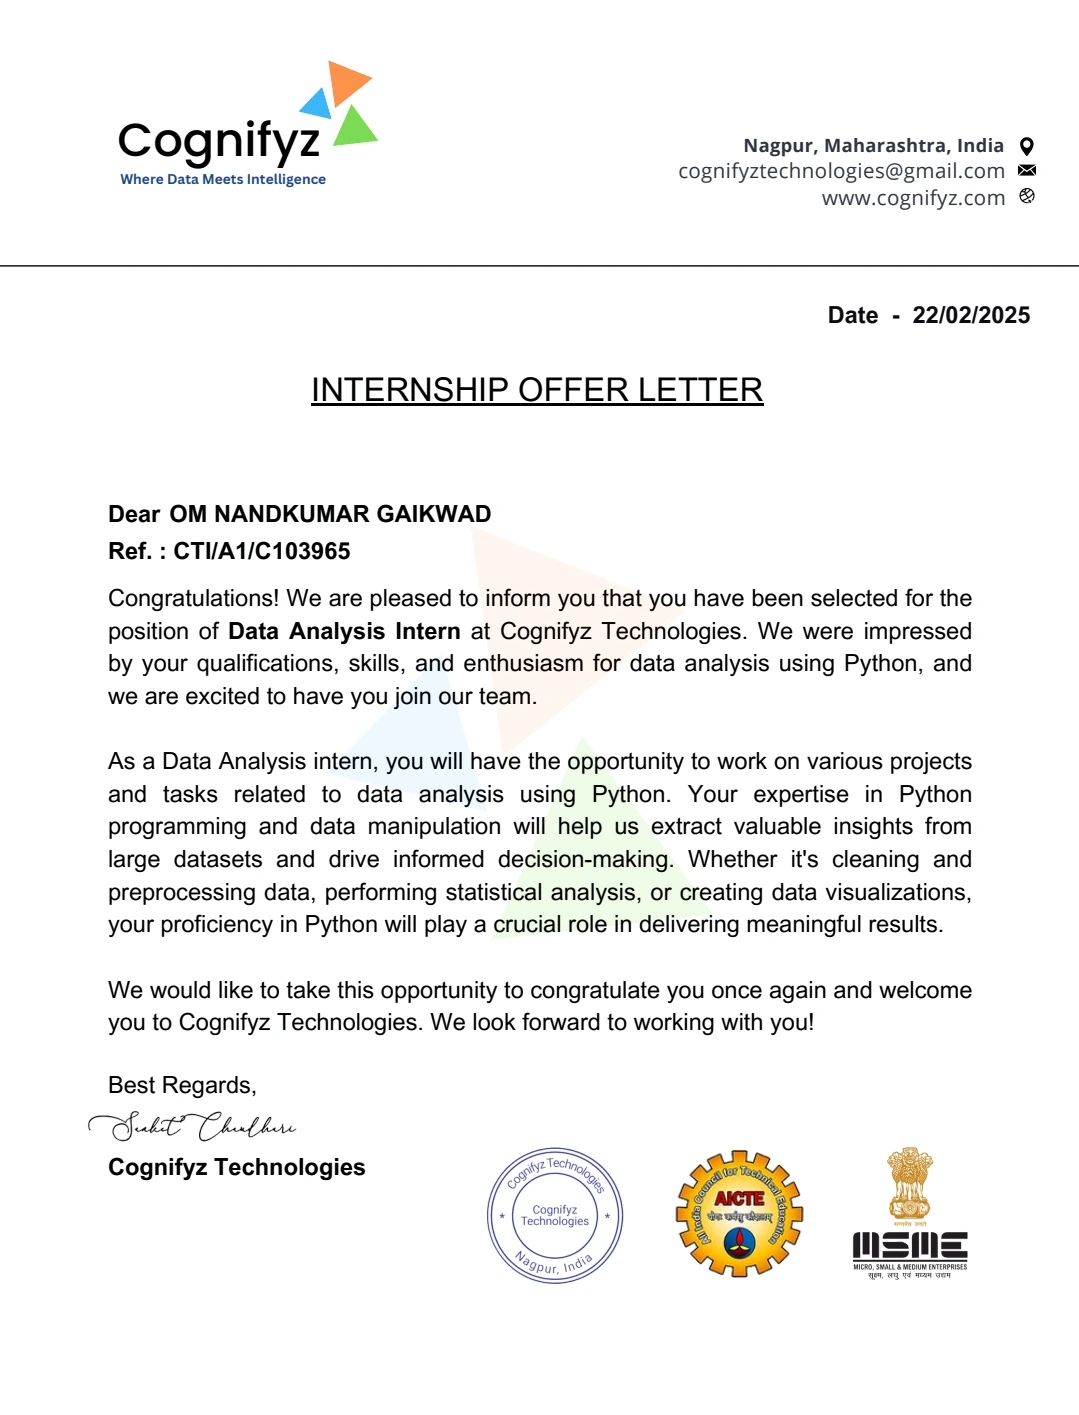 Cognifyz
Where Data Meets Intelligence
Nagpur, Maharashtra, India
cognifyztechnologies@gmail.com
www.cognifyz.com
Date - 22/02/2025
INTERNSHIP OFFER LETTER
Dear OM NANDKUMAR GAIKWAD
Ref. : CTI/A1/C103965
Congratulations! We are pleased to inform you that you have been selected for the
position of Data Analysis Intern at Cognifyz Technologies. We were impressed
by your qualifications, skills, and enthusiasm for data analysis using Python, and
we are excited to have you join our team.
As a Data Analysis intern, you will have the opportunity to work on various projects
and tasks related to data analysis using Python. Your expertise in Python
programming and data manipulation will help us extract valuable insights from
large datasets and drive informed decision-making. Whether it's cleaning and
preprocessing data, performing statistical analysis, or creating data visualizations,
your proficiency in Python will play a crucial role in delivering meaningful results.
We would like to take this opportunity to congratulate you once again and welcome
you to Cognifyz Technologies. We look forward to working with you!
Best Regards,
Cognifyz Technologies
Cognifyz Technologies
Cognifyz
Technologies
* *
Nagpur, India
All India Council for Technical Education
AICTE
योगः कर्मसु कौशलम्
सत्यमेव जयते
MSME
MICRO, SMALL & MEDIUM ENTERPRISES
सूक्ष्म, लघु एवं मध्यम उद्यम